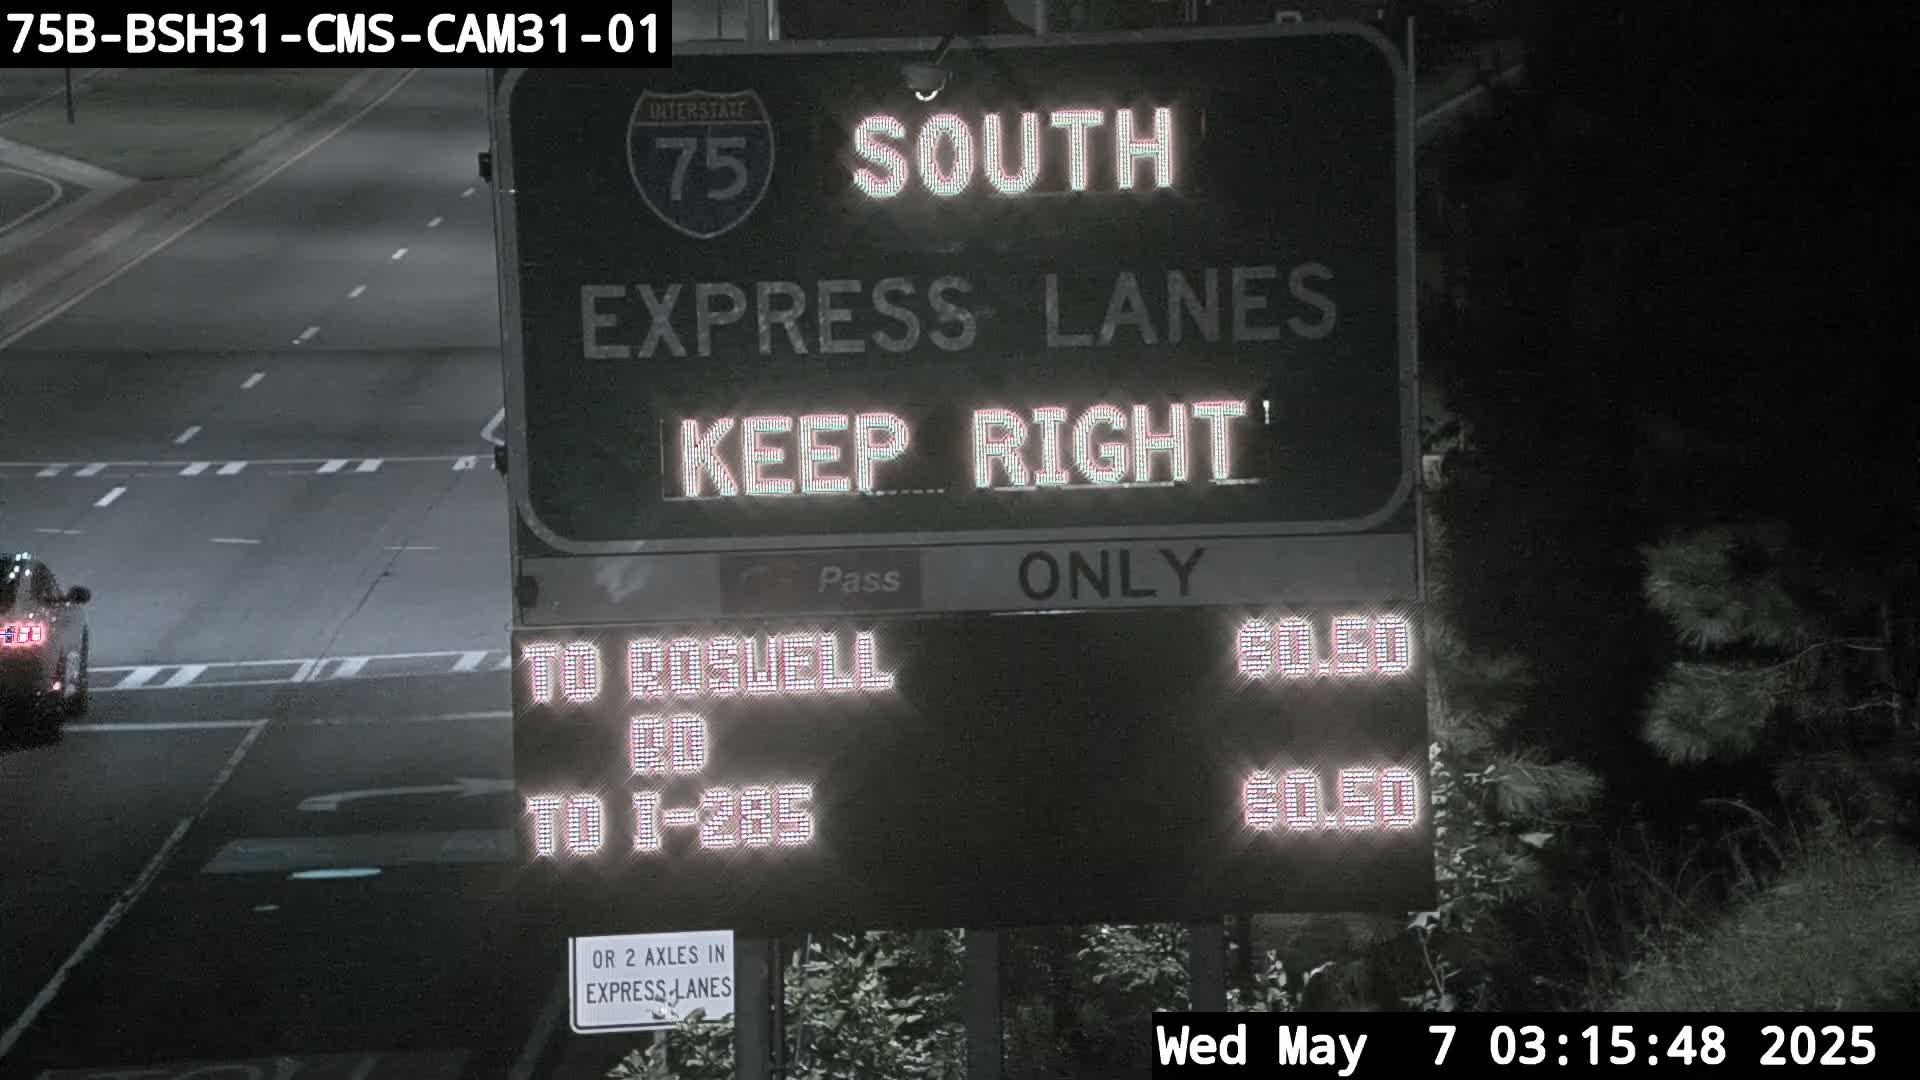 75B-BSH31-CMS-CAM31-01
INTERSTATE
75
SOUTH
EXPRESS LANES
KEEP RIGHT
Pass ONLY
TO ROSWELL $0.50
RD
TO I-285 $0.50
OR 2 AXLES IN
EXPRESS LANES
Wed May 7 03:15:48 2025